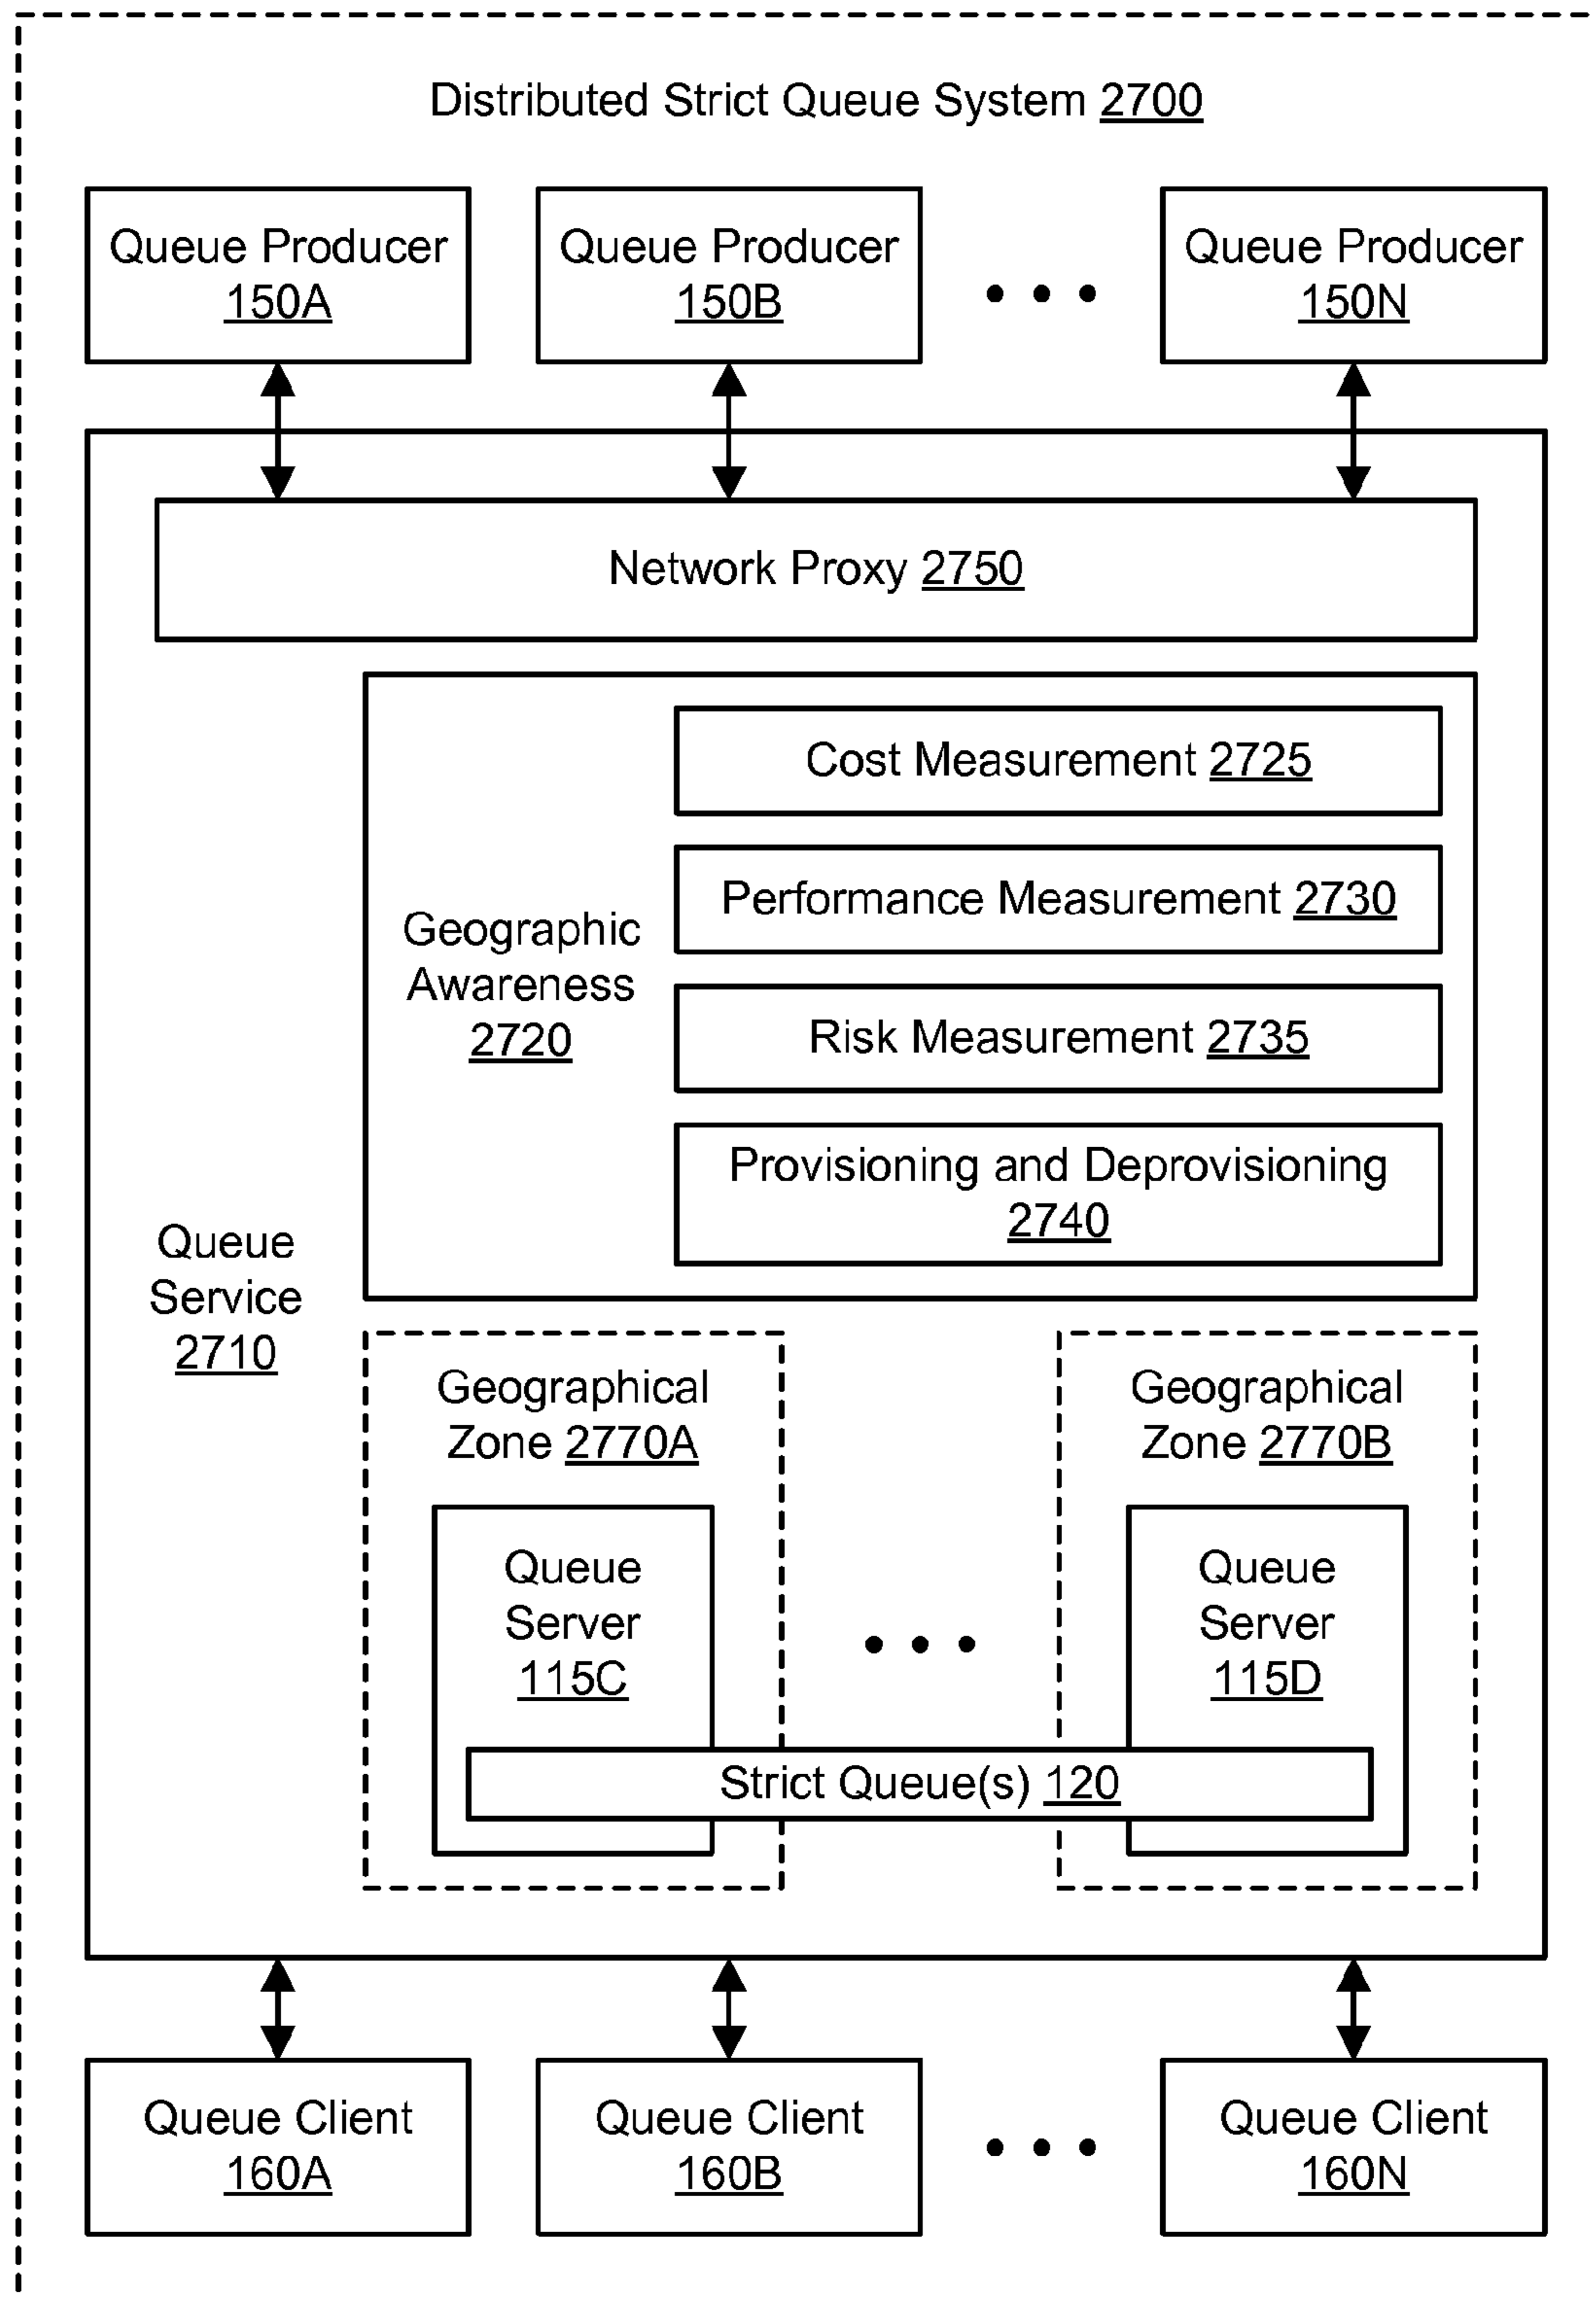 Distributed Strict Queue System 2700
Queue Producer
150A
Queue Producer
150B
Queue Producer
150N
Network Proxy 2750
Cost Measurement 2725
Performance Measurement 2730
Geographic
Awareness
2720
Risk Measurement 2735
Provisioning and Deprovisioning
2740
Queue
Service
2710
Geographical
Zone 2770A
Geographical
Zone 2770B
Queue
Server
115C
Queue
Server
115D
Strict Queue(s) 120
Queue Client
160A
Queue Client
160B
Queue Client
160N